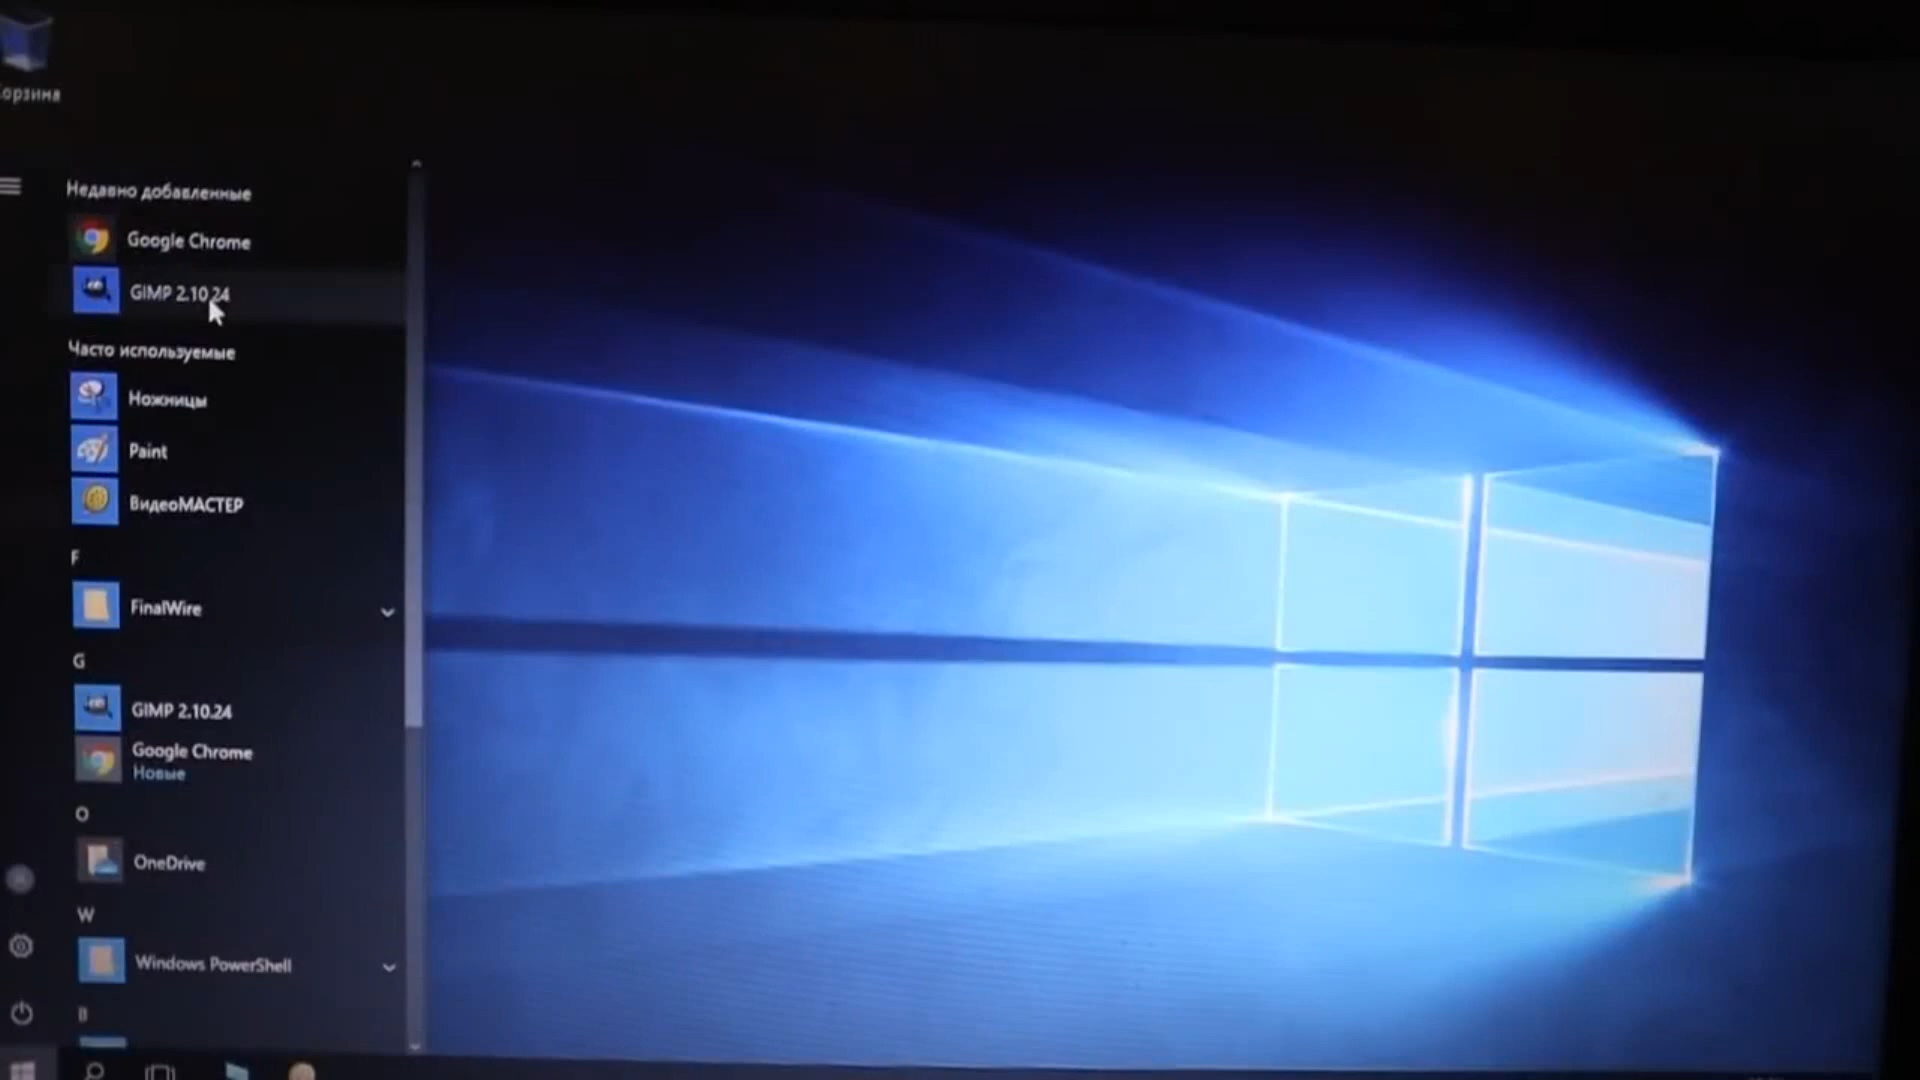 Корзина
Недавно добавленные
Google Chrome
GIMP 2.10.24
Часто используемые
Ножницы
Paint
ВидеоМАСТЕР
F
FinalWire
G
GIMP 2.10.24
Google Chrome
Новые
O
OneDrive
W
Windows PowerShell
В